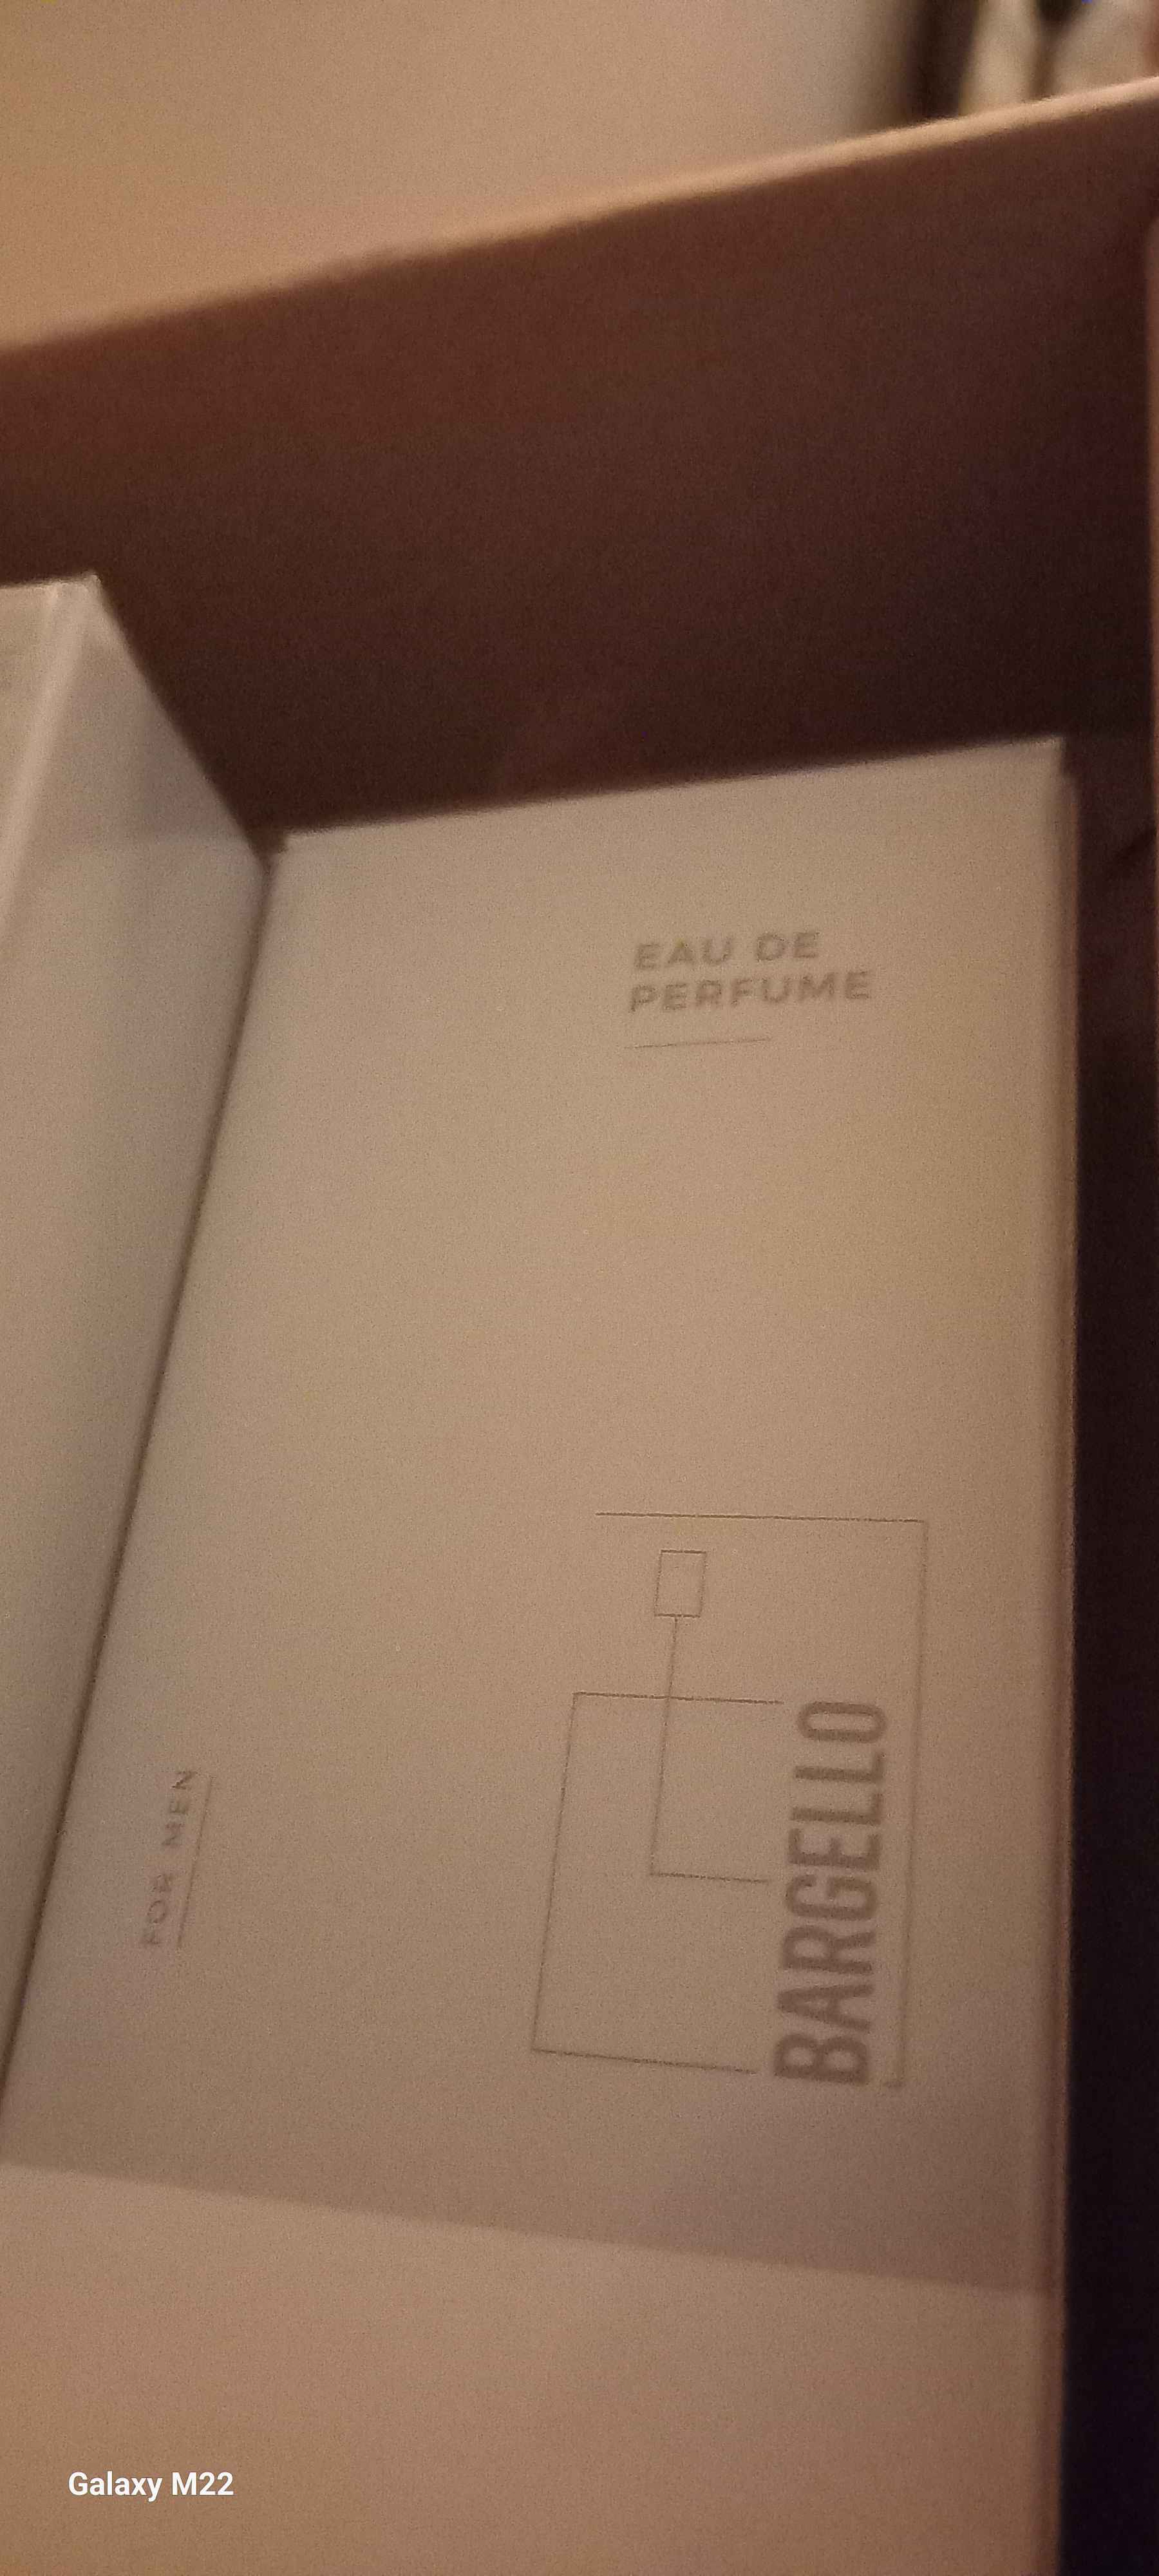 EAU DE
PERFUME
BARGELLO
FOR MEN
Galaxy M22